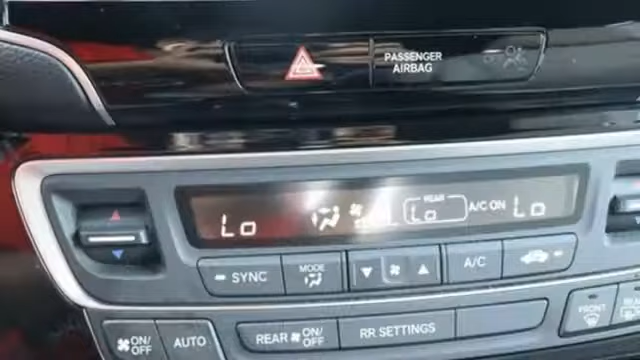 PASSENGER
AIRBAG
Lo REAR Lo A/C ON Lo
SYNC MODE A/C
ON/OFF AUTO REAR ON/OFF RR SETTINGS FRONT